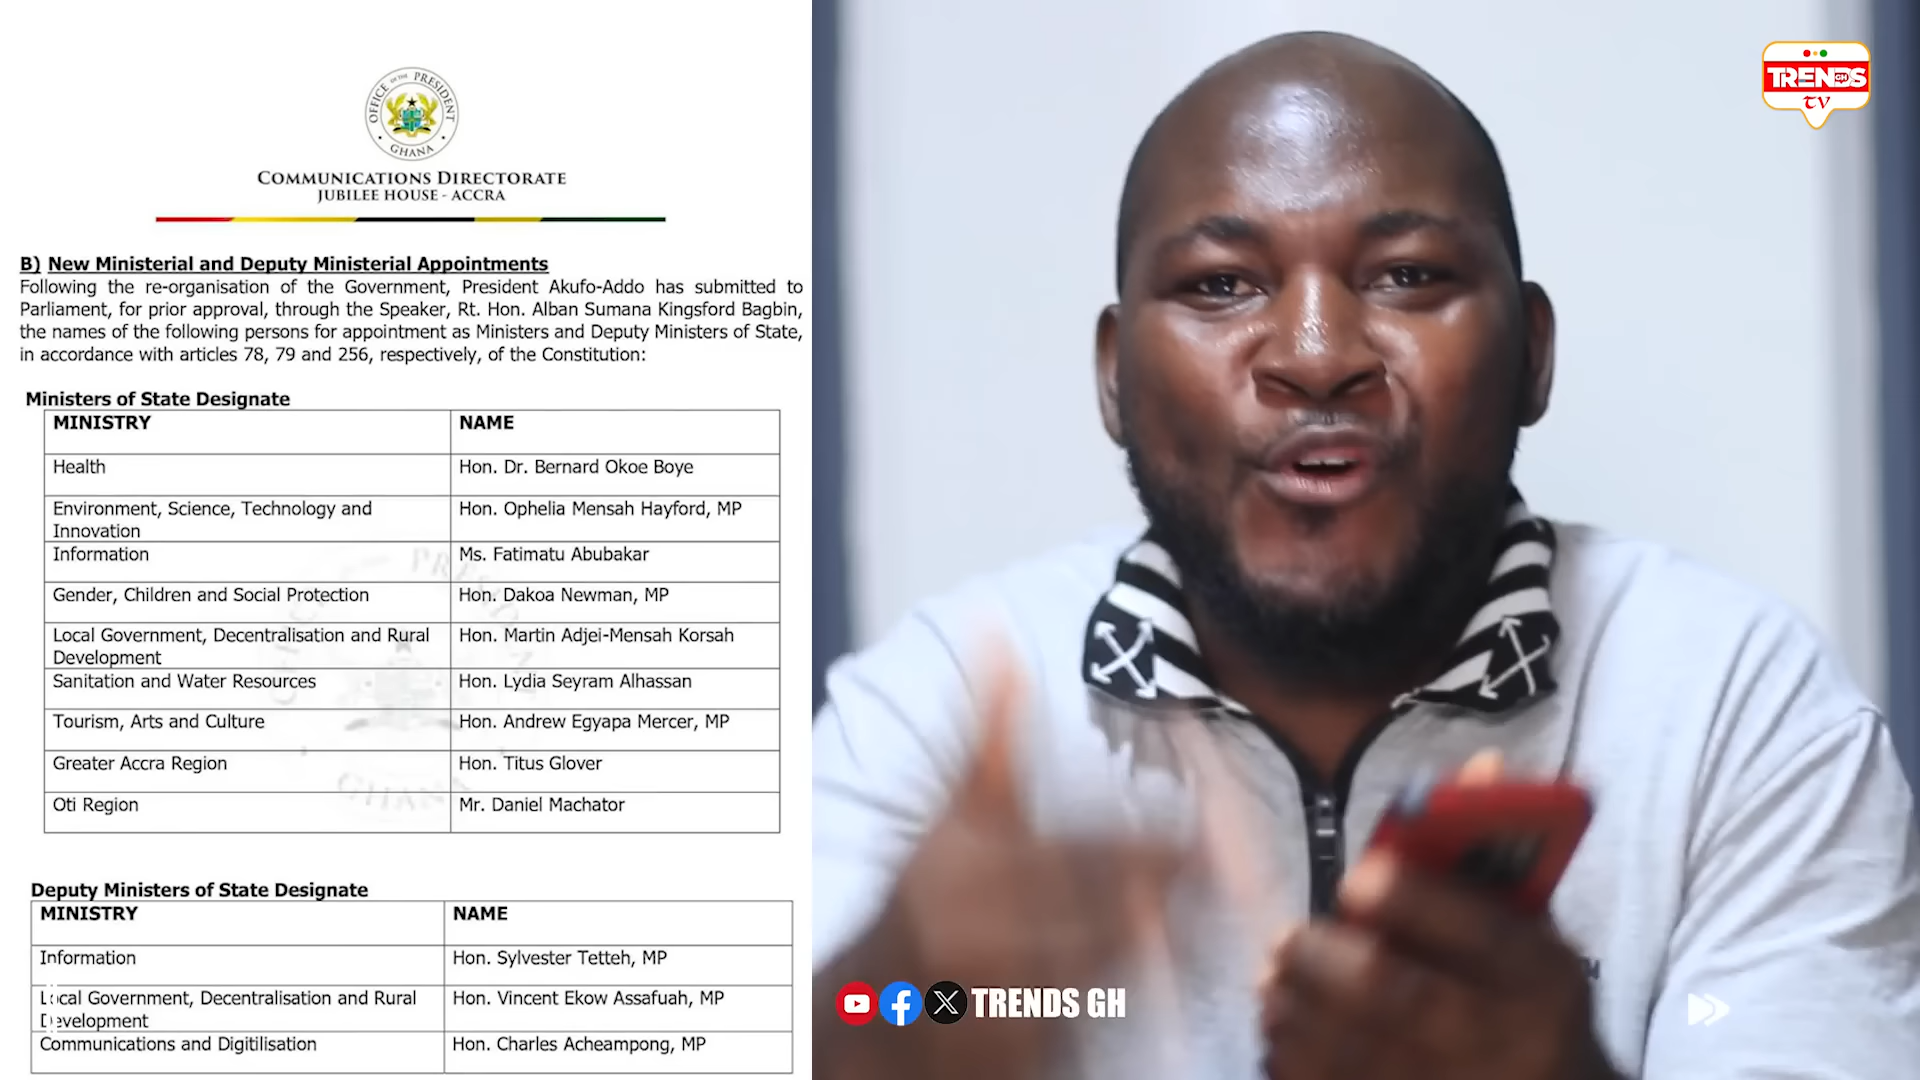 OFFICE OF THE PRESIDENT
GHANA
COMMUNICATIONS DIRECTORATE
JUBILEE HOUSE - ACCRA
B) New Ministerial and Deputy Ministerial Appointments
Following the re-organisation of the Government, President Akufo-Addo has submitted to
Parliament, for prior approval, through the Speaker, Rt. Hon. Alban Sumana Kingsford Bagbin,
the names of the following persons for appointment as Ministers and Deputy Ministers of State,
in accordance with articles 78, 79 and 256, respectively, of the Constitution:
Ministers of State Designate
MINISTRY NAME
Health Hon. Dr. Bernard Okoe Boye
Environment, Science, Technology and Hon. Ophelia Mensah Hayford, MP
Innovation
Information Ms. Fatimatu Abubakar
Gender, Children and Social Protection Hon. Dakoa Newman, MP
Local Government, Decentralisation and Rural Hon. Martin Adjei-Mensah Korsah
Development
Sanitation and Water Resources Hon. Lydia Seyram Alhassan
Tourism, Arts and Culture Hon. Andrew Egyapa Mercer, MP
Greater Accra Region Hon. Titus Glover
Oti Region Mr. Daniel Machator
Deputy Ministers of State Designate
MINISTRY NAME
Information Hon. Sylvester Tetteh, MP
Local Government, Decentralisation and Rural Hon. Vincent Ekow Assafuah, MP
Development
Communications and Digitilisation Hon. Charles Acheampong, MP
TRENDS GH
TV
TRENDS GH